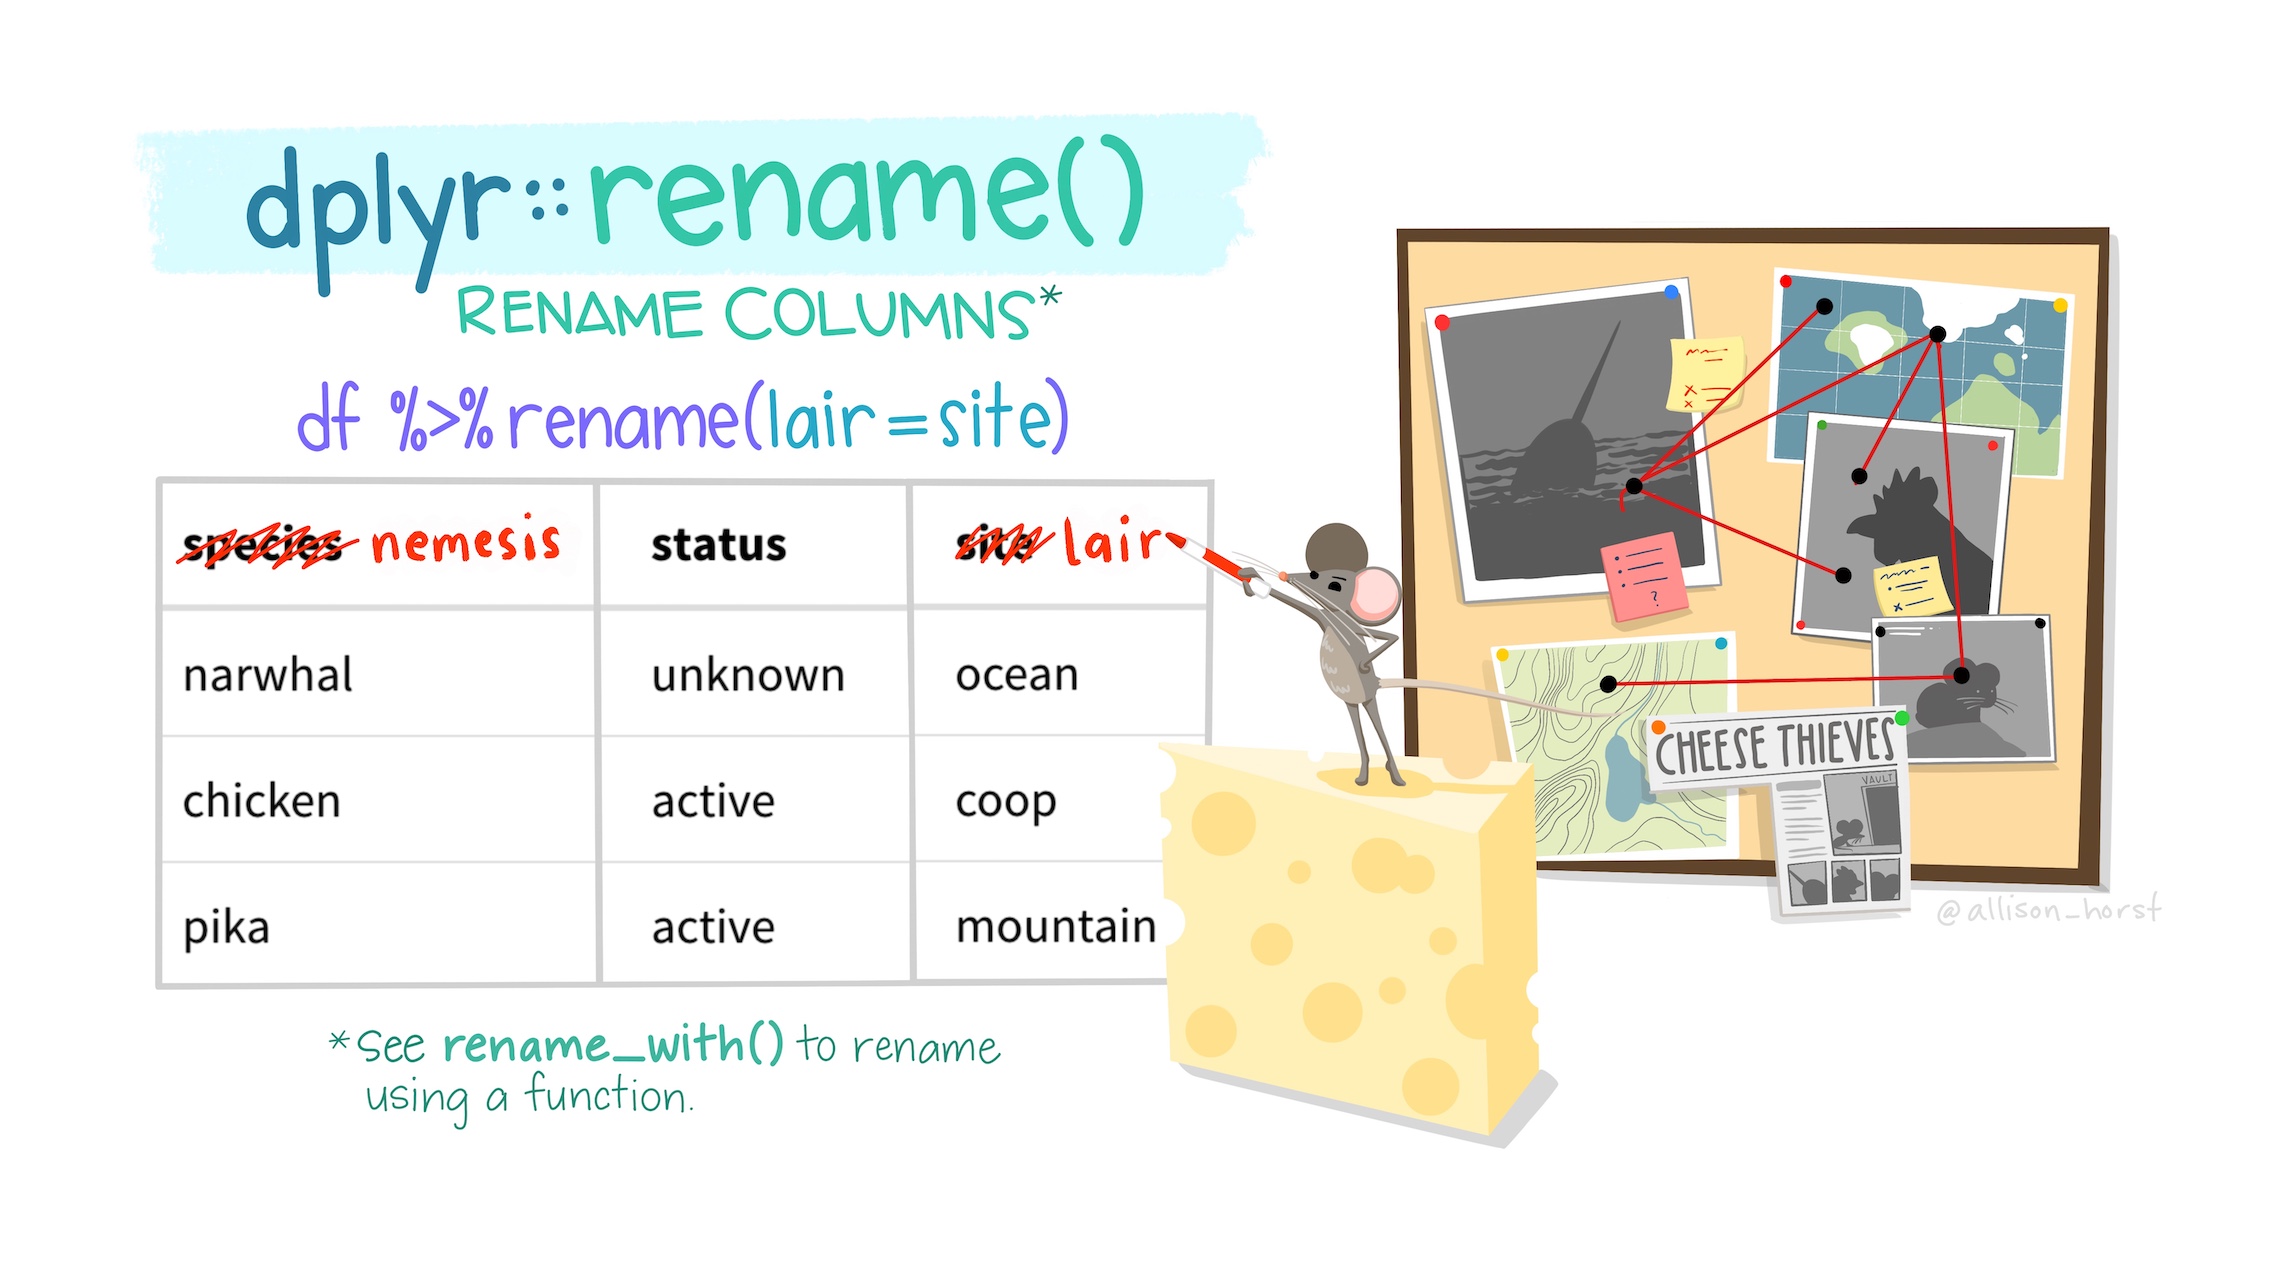 dplyr::rename()
RENAME COLUMNS*
df %>% rename(lair = site)
species nemesis status site lair
narwhal unknown ocean
chicken active coop
pika active mountain
*See rename_with() to rename
using a function.
?
CHEESE THIEVES
VAULT
@allison_horst